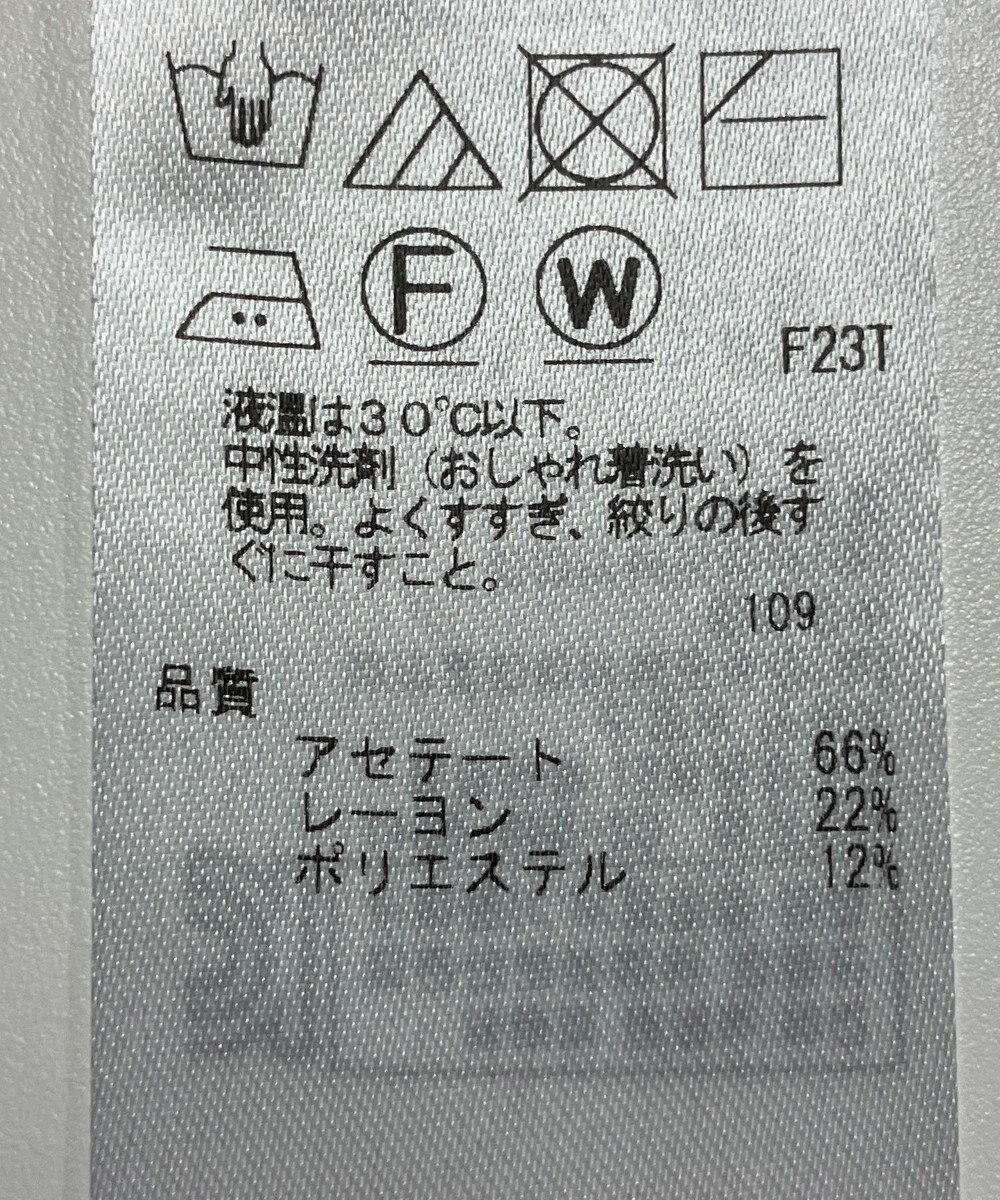 F W
F23T
液温は30℃以下。
中性洗剤（おしゃれ着洗い）を
使用。よくすすぎ、絞りの後す
ぐに干すこと。
109
品質
アセテート 66%
レーヨン 22%
ポリエステル 12%